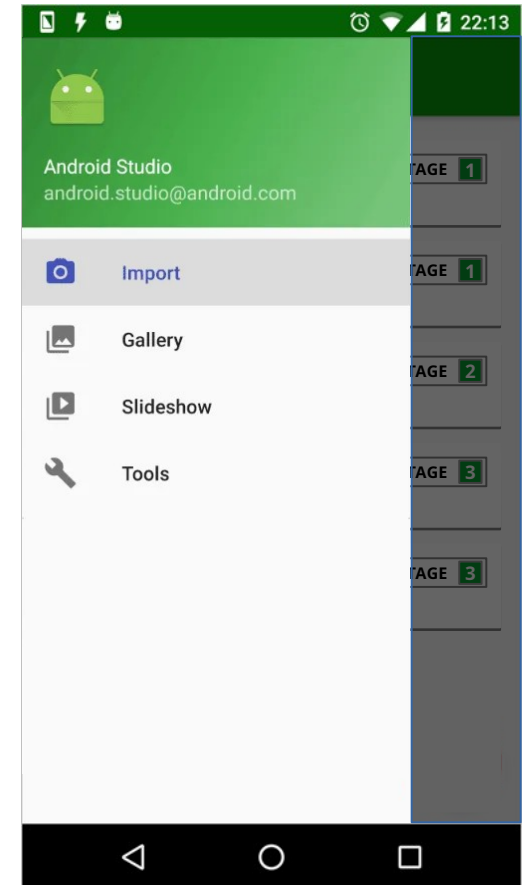 22:13
Android Studio
android.studio@android.com
TAGE 1
Import
TAGE 1
Gallery
TAGE 2
Slideshow
Tools
TAGE 3
TAGE 3